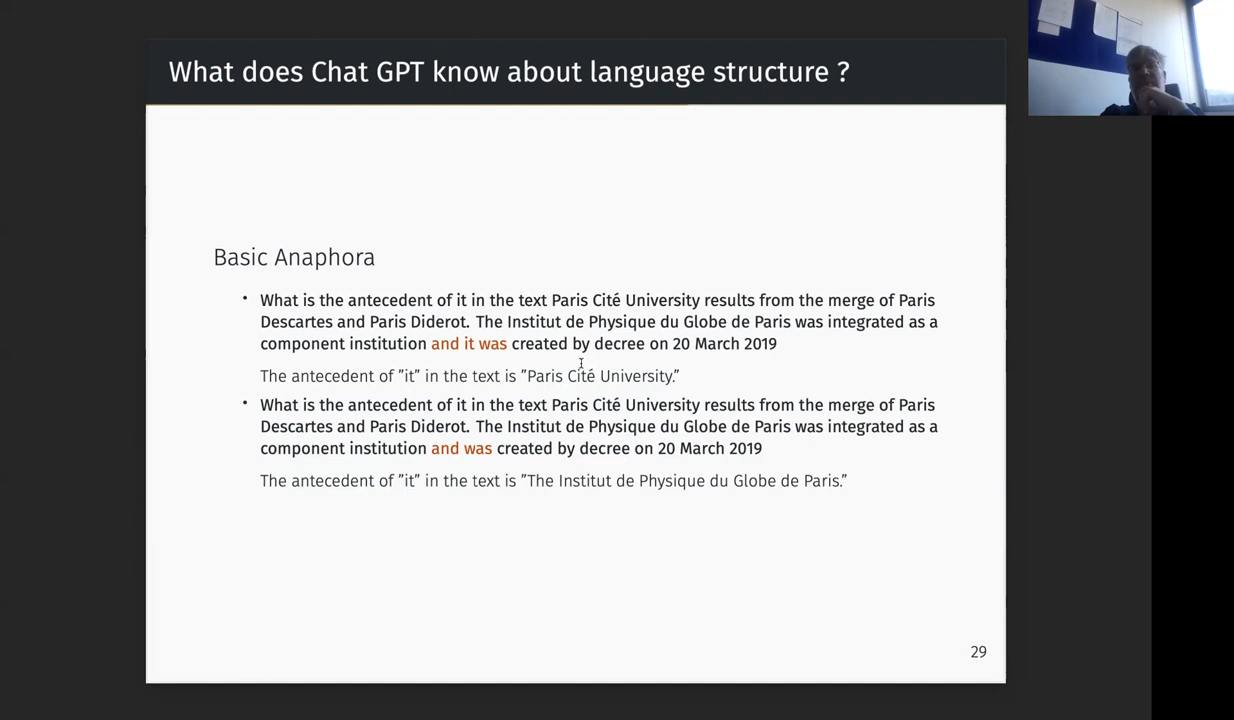 What does Chat GPT know about language structure ?
Basic Anaphora
• What is the antecedent of it in the text Paris Cité University results from the merge of Paris
Descartes and Paris Diderot. The Institut de Physique du Globe de Paris was integrated as a
component institution and it was created by decree on 20 March 2019
The antecedent of ”it” in the text is ”Paris Cité University.”
• What is the antecedent of it in the text Paris Cité University results from the merge of Paris
Descartes and Paris Diderot. The Institut de Physique du Globe de Paris was integrated as a
component institution and was created by decree on 20 March 2019
The antecedent of ”it” in the text is ”The Institut de Physique du Globe de Paris.”
29